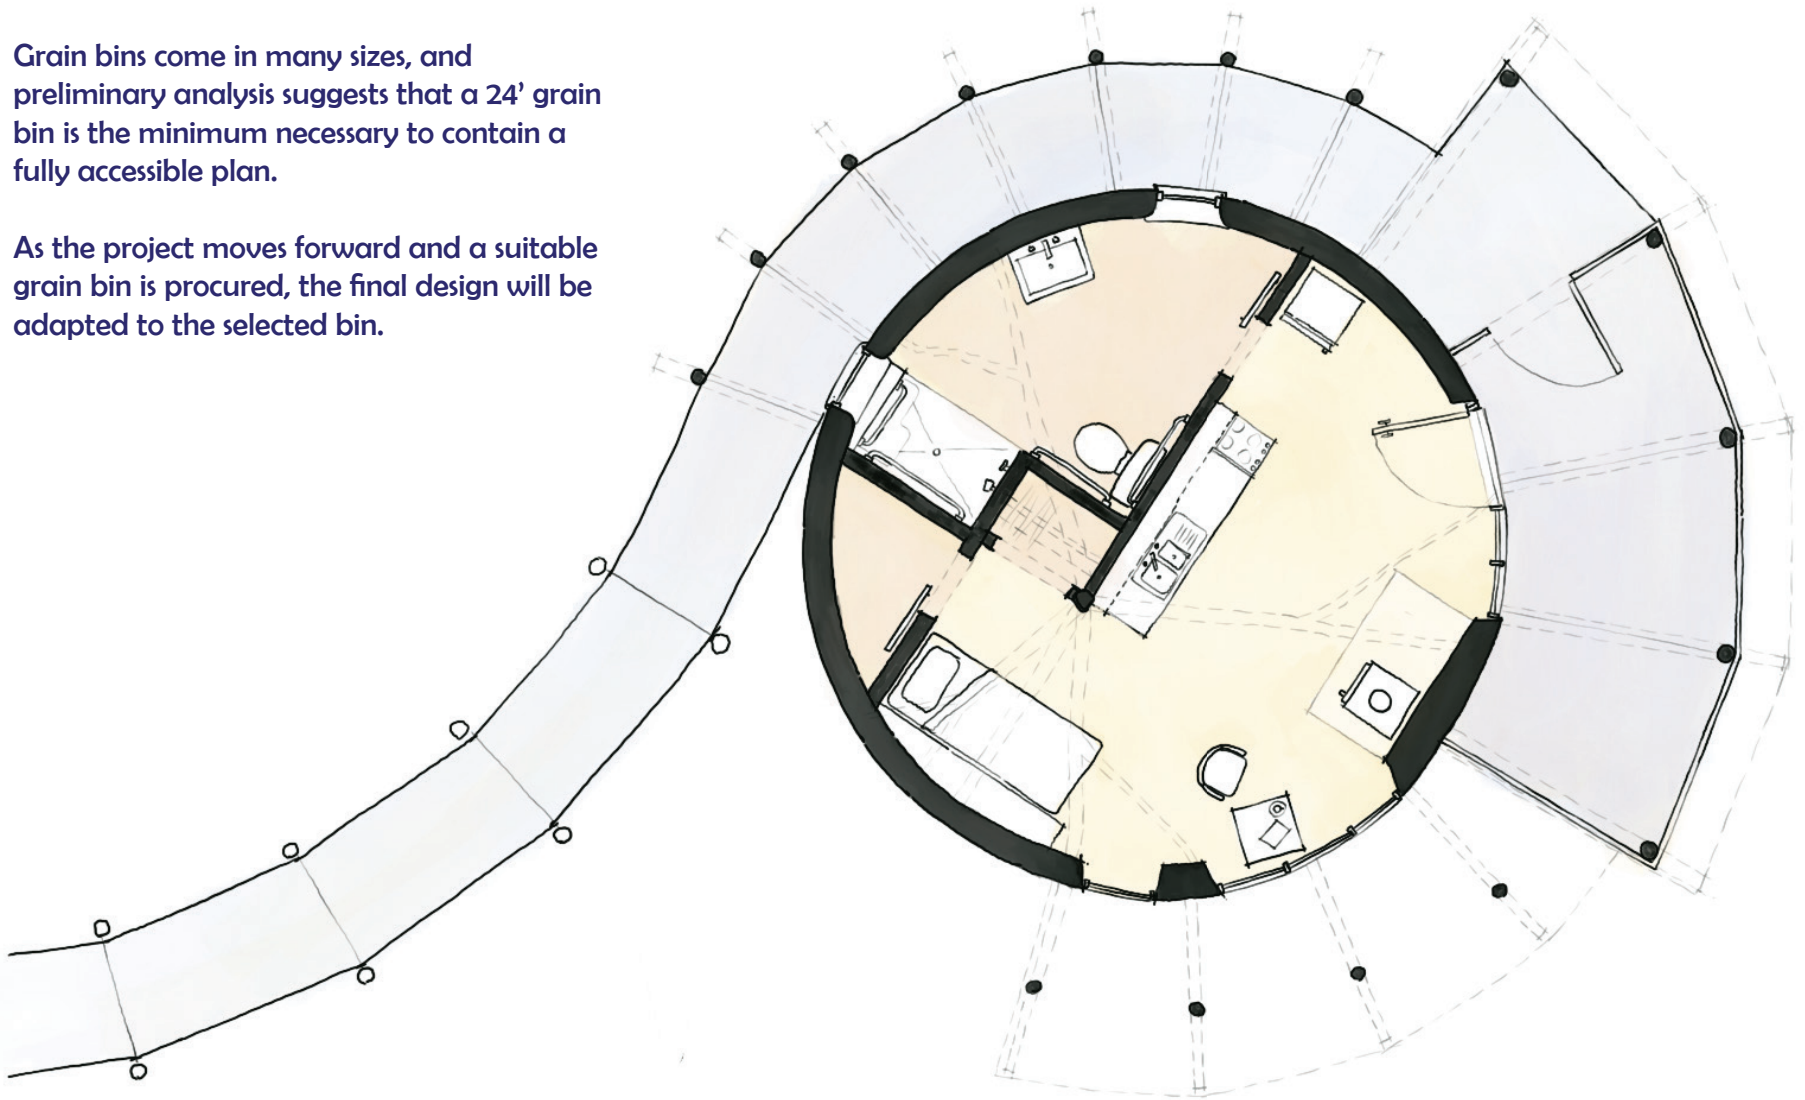 Grain bins come in many sizes, and
preliminary analysis suggests that a 24’ grain
bin is the minimum necessary to contain a
fully accessible plan.
As the project moves forward and a suitable
grain bin is procured, the final design will be
adapted to the selected bin.